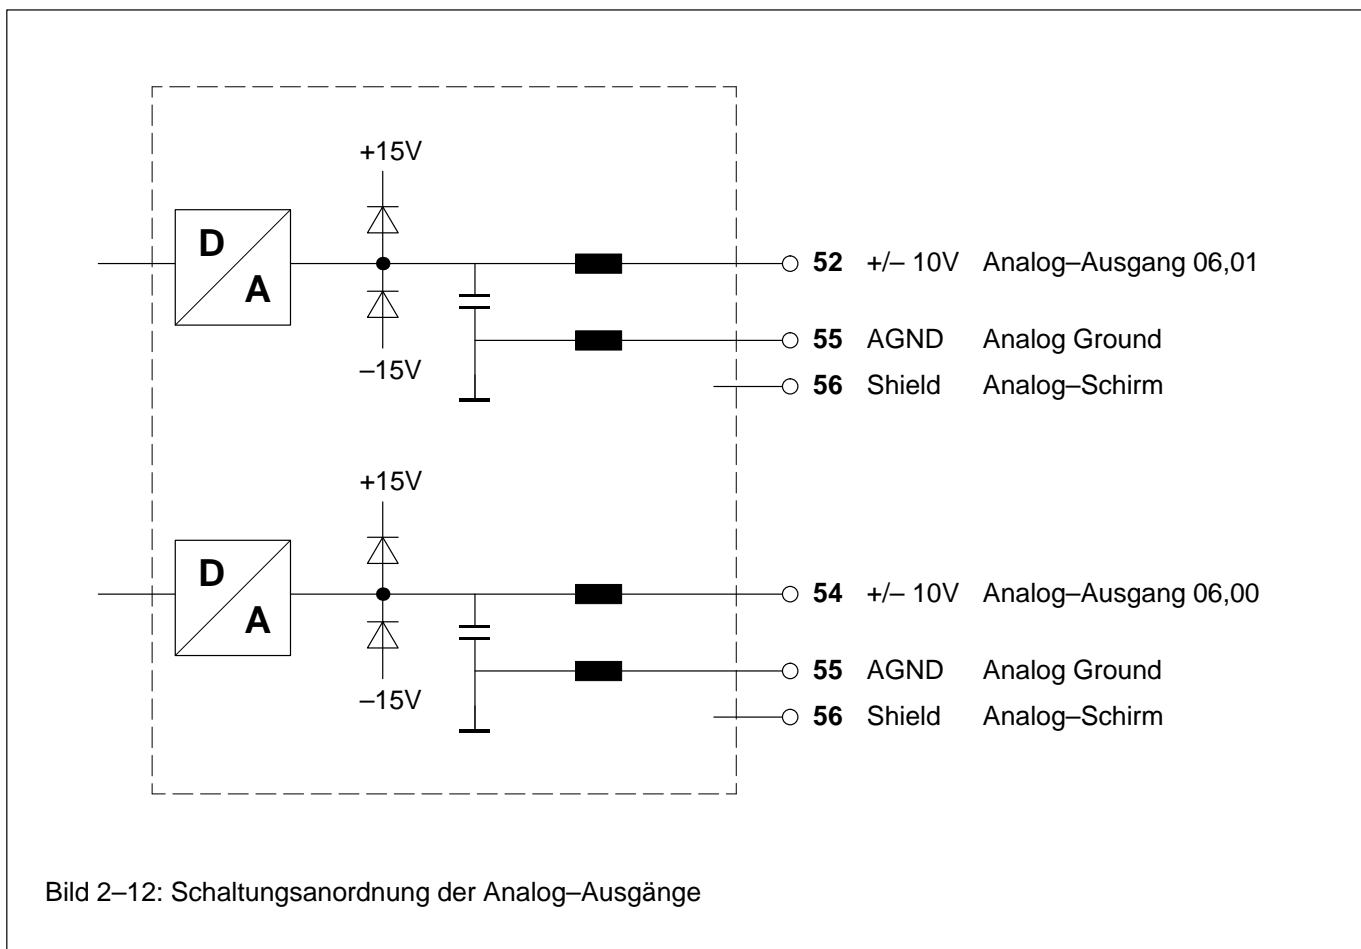 +15V
D
A
52 +/– 10V Analog–Ausgang 06,01
55 AGND Analog Ground
–15V
56 Shield Analog–Schirm
+15V
D
A
54 +/– 10V Analog–Ausgang 06,00
55 AGND Analog Ground
–15V
56 Shield Analog–Schirm
Bild 2–12: Schaltungsanordnung der Analog–Ausgänge